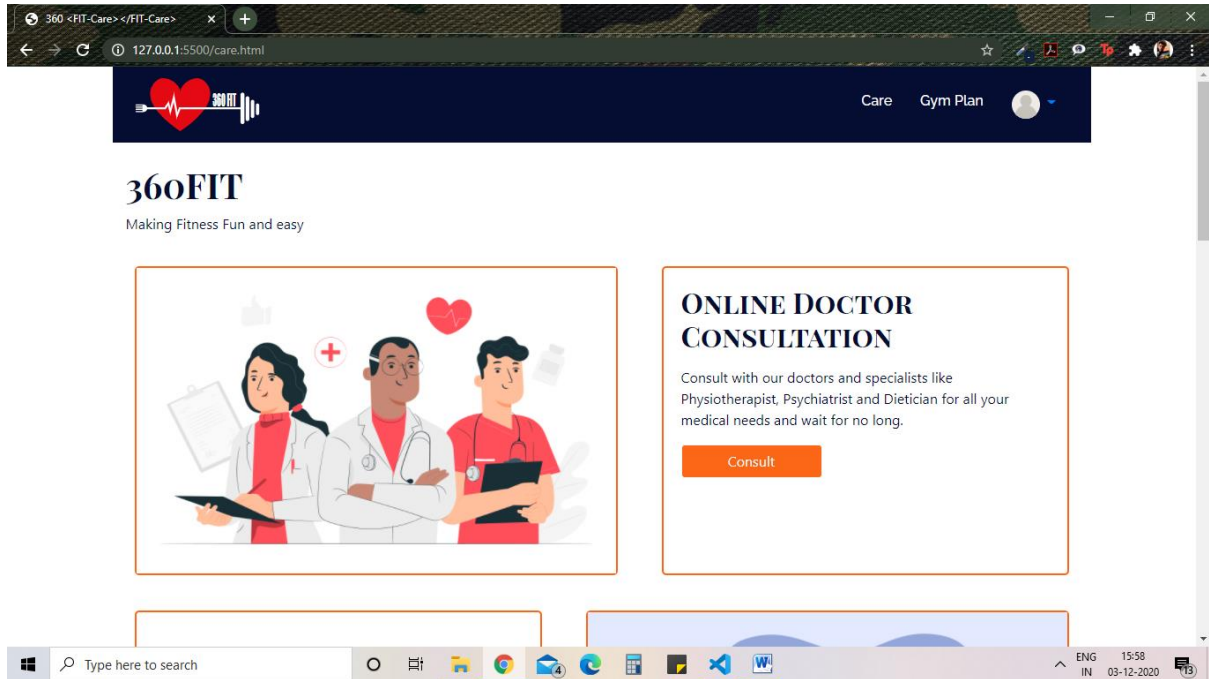 360 <FIT-Care></FIT-Care>
127.0.0.1:5500/care.html
360 FIT
Care Gym Plan
360FIT
Making Fitness Fun and easy
Online Doctor
Consultation
Consult with our doctors and specialists like
Physiotherapist, Psychiatrist and Dietician for all your
medical needs and wait for no long.
Consult
Type here to search
4
W
ENG
IN
15:58
03-12-2020
13
Tp